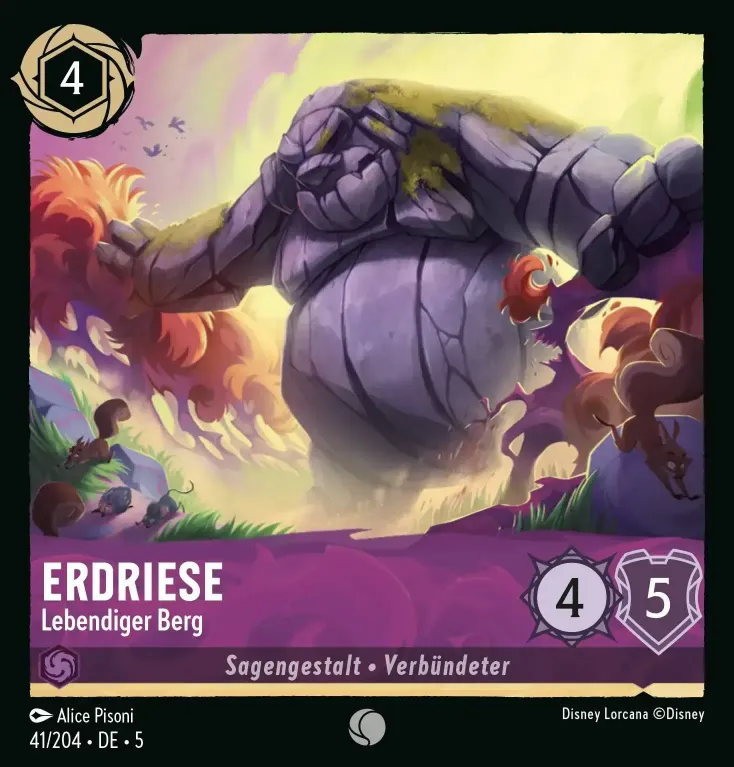 4
ERDRIESE
Lebendiger Berg
4 5
Sagengestalt • Verbündeter
Alice Pisoni
Disney Lorcana ©Disney
41/204 • DE • 5